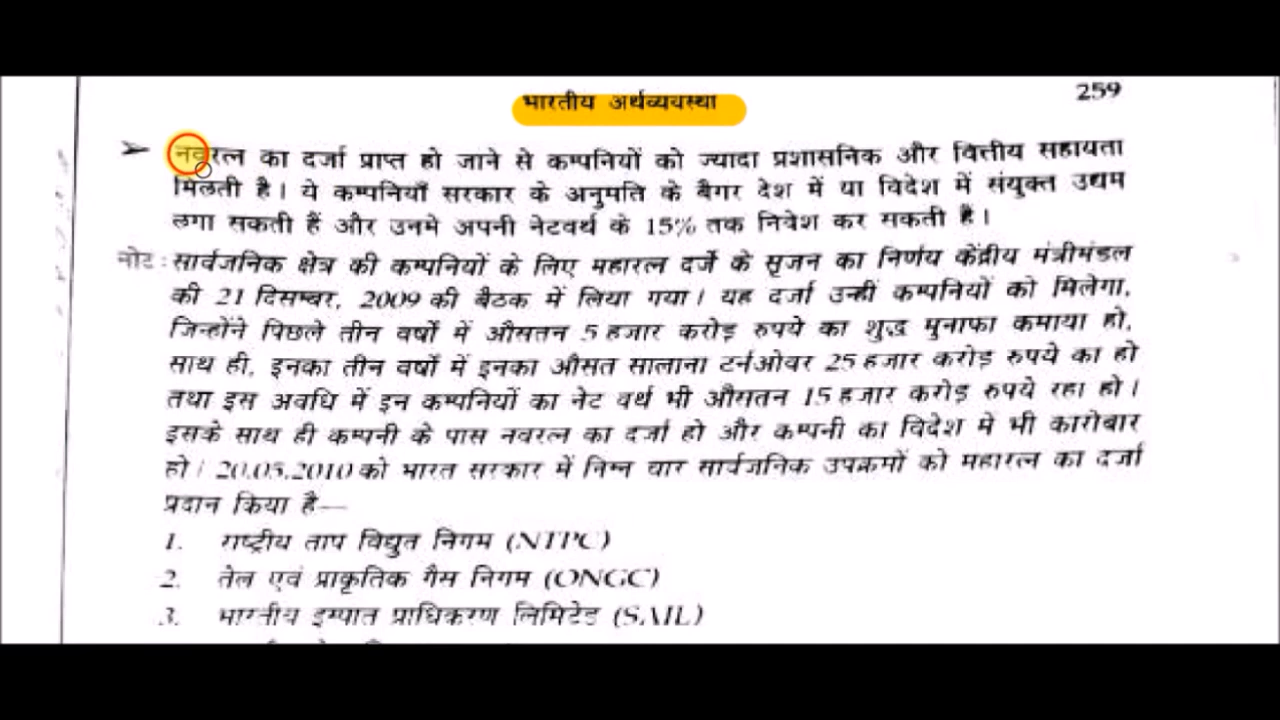 259
भारतीय अर्थव्यवस्था
➢ नवरत्न का दर्जा प्राप्त हो जाने से कम्पनियों को ज्यादा प्रशासनिक और वित्तीय सहायता
मिलती है। ये कम्पनियाँ सरकार के अनुमति के बैगर देश में या विदेश में संयुक्त उद्यम
लगा सकती हैं और उनमे अपनी नेटवर्थ के 15% तक निवेश कर सकती है।
नोट : सार्वजनिक क्षेत्र की कम्पनियों के लिए महारत्न दर्जे के सृजन का निर्णय केंद्रीय मंत्रीमंडल
की 21 दिसम्बर, 2009 की बैठक में लिया गया। यह दर्जा उन्हीं कम्पनियों को मिलेगा,
जिन्होंने पिछले तीन वर्षों में औसतन 5 हजार करोड़ रुपये का शुद्ध मुनाफा कमाया हो,
साथ ही, इनका तीन वर्षों में इनका औसत सालाना टर्नओवर 25 हजार करोड़ रुपये का हो
तथा इस अवधि में इन कम्पनियों का नेट वर्थ भी औसतन 15 हजार करोड़ रुपये रहा हो।
इसके साथ ही कम्पनी के पास नवरत्न का दर्जा हो और कम्पनी का विदेश में भी कारोबार
हो। 20.05.2010 को भारत सरकार में निम्न चार सार्वजनिक उपक्रमों को महारत्न का दर्जा
प्रदान किया है—
1. राष्ट्रीय ताप विद्युत निगम (NTPC)
2. तेल एवं प्राकृतिक गैस निगम (ONGC)
3. भारतीय इस्पात प्राधिकरण लिमिटेड (SAIL)